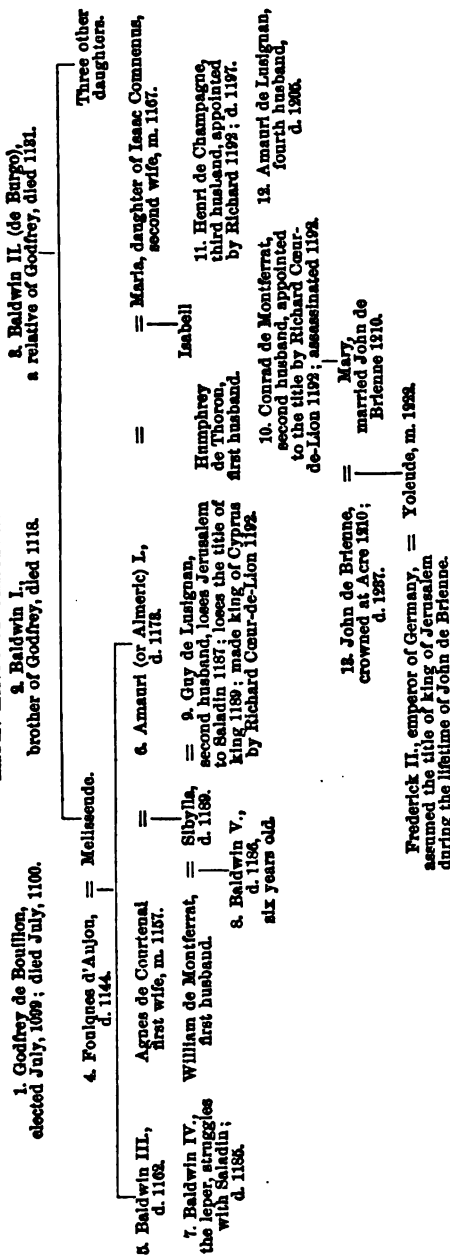 1. Godfrey de Bouillon,
elected July, 1099; died July, 1100.
2. Baldwin I.,
brother of Godfrey, died 1118.
3. Baldwin II. (de Burgo),
a relative of Godfrey, died 1131.
4. Foulques d'Anjou,
d. 1144.
= Melissende.
Three other
daughters.
5. Baldwin III.,
d. 1162.
Agnes de Courtenai
first wife, m. 1157.
=
6. Amauri (or Almeric) I.,
d. 1173.
=
Maria, daughter of Isaac Comnenus,
second wife, m. 1167.
7. Baldwin IV.,
the leper, struggles
with Saladin;
d. 1185.
William de Montferrat,
first husband.
= Sibylla,
d. 1189.
= 9. Guy de Lusignan,
second husband, loses Jerusalem
to Saladin 1187; loses the title of
king 1189; made king of Cyprus
by Richard Cœur-de-Lion 1192.
Humphrey
de Thoron,
first husband.
=
Isabell
11. Henri de Champagne,
third husband, appointed
by Richard 1192; d. 1197.
8. Baldwin V.,
d. 1186,
six years old.
10. Conrad de Montferrat,
second husband, appointed
to the title by Richard Cœur-
de-Lion 1192; assassinated 1192.
12. Amauri de Lusignan,
fourth husband,
d. 1205.
13. John de Brienne,
crowned at Acre 1210;
d. 1237.
=
Mary,
married John de
Brienne 1210.
Frederick II., emperor of Germany,
assumed the title of king of Jerusalem
during the lifetime of John de Brienne.
= Yoleude, m. 1222.